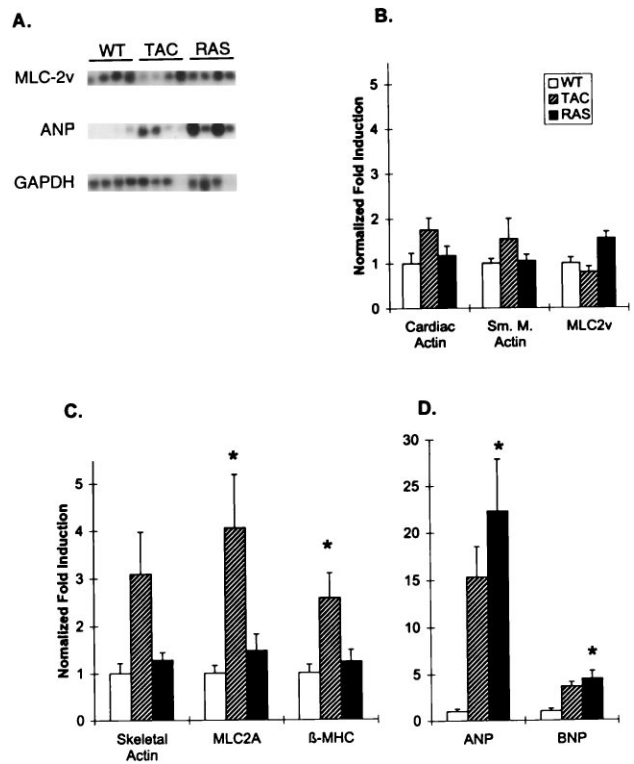 A.
WT TAC RAS
MLC-2v
ANP
GAPDH
B.
Normalized Fold Induction
5
4
3
2
1
0
WT
TAC
RAS
Cardiac Actin
Sm. M. Actin
MLC2v
C.
Normalized Fold Induction
5
4
3
2
1
0
*
*
Skeletal Actin
MLC2A
ß-MHC
D.
30
25
20
15
10
5
0
*
*
ANP
BNP